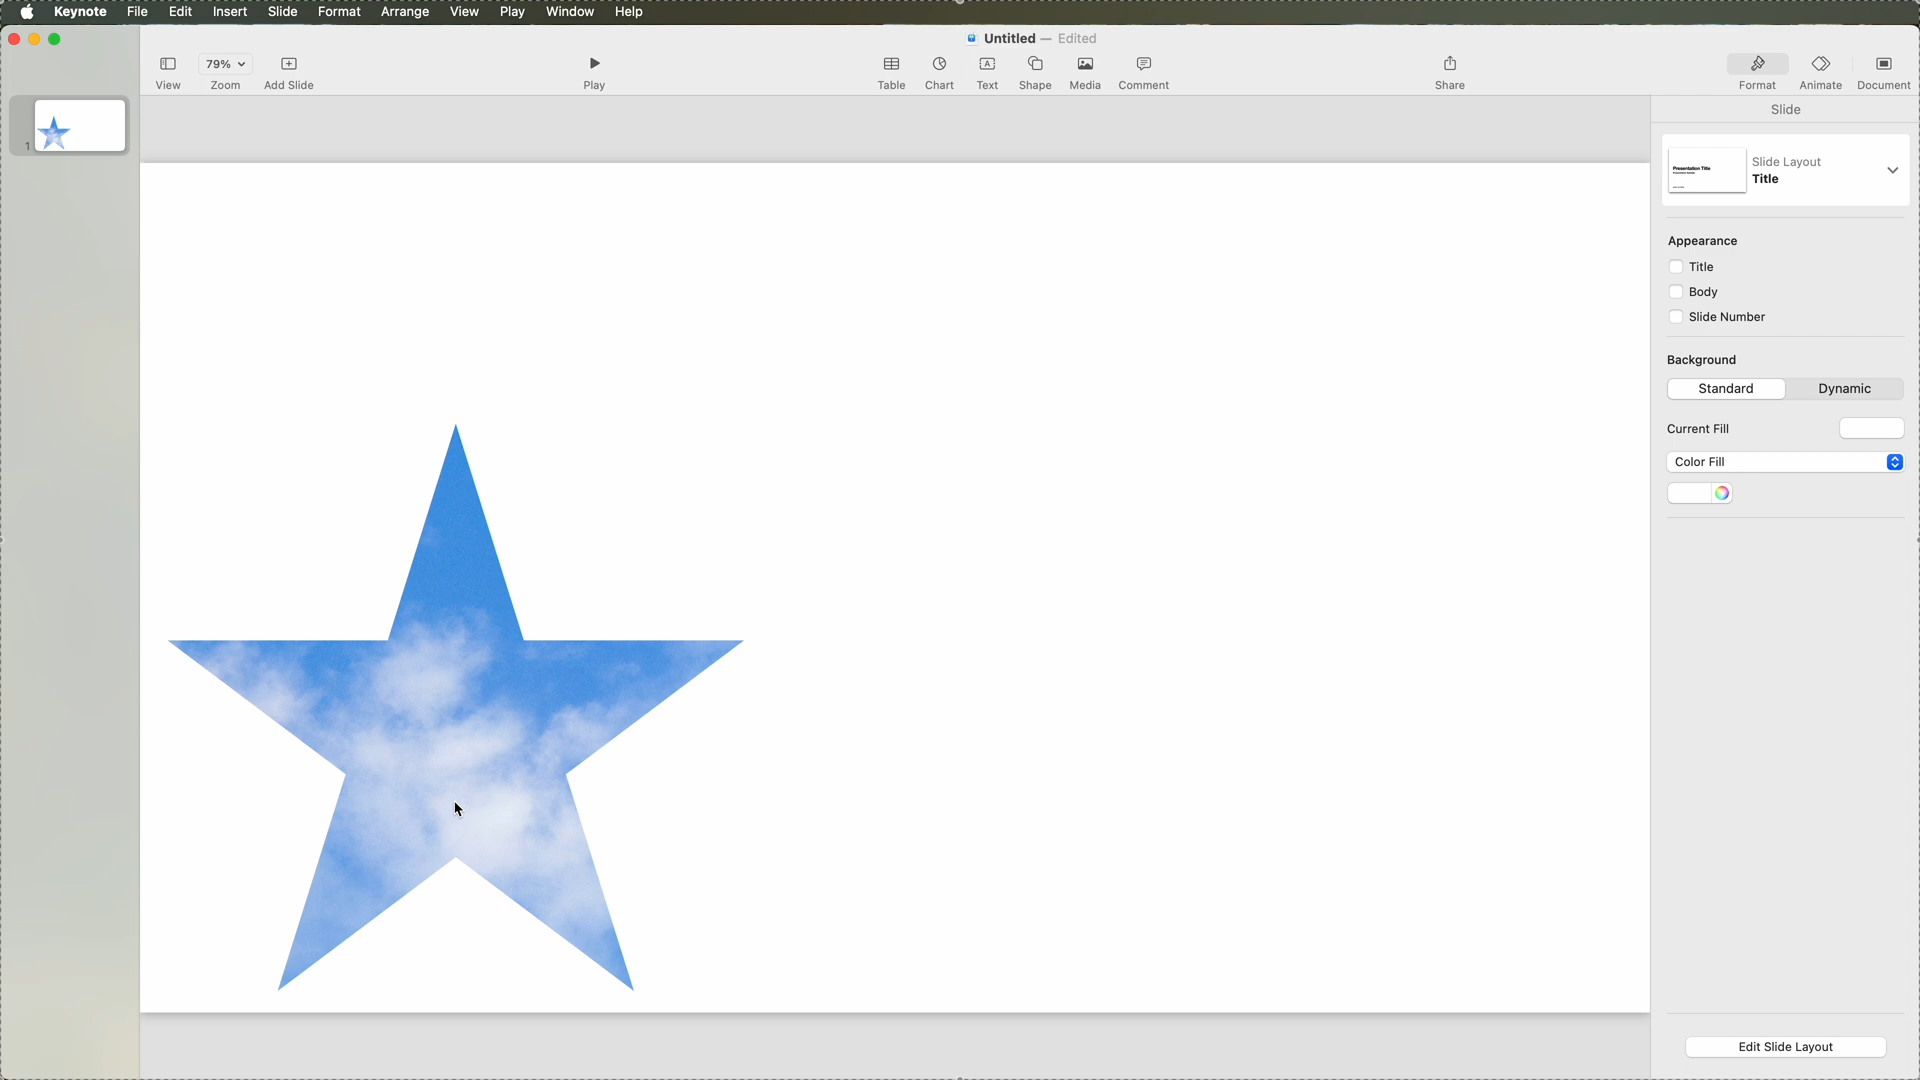 Keynote File Edit Insert Slide Format Arrange View Play Window Help
Untitled — Edited
79%
View Zoom Add Slide Play Table Chart Text Shape Media Comment Share Format Animate Document
1
Slide
Presentation Title
Slide Layout
Title
Appearance
Title
Body
Slide Number
Background
Standard Dynamic
Current Fill
Color Fill
Edit Slide Layout